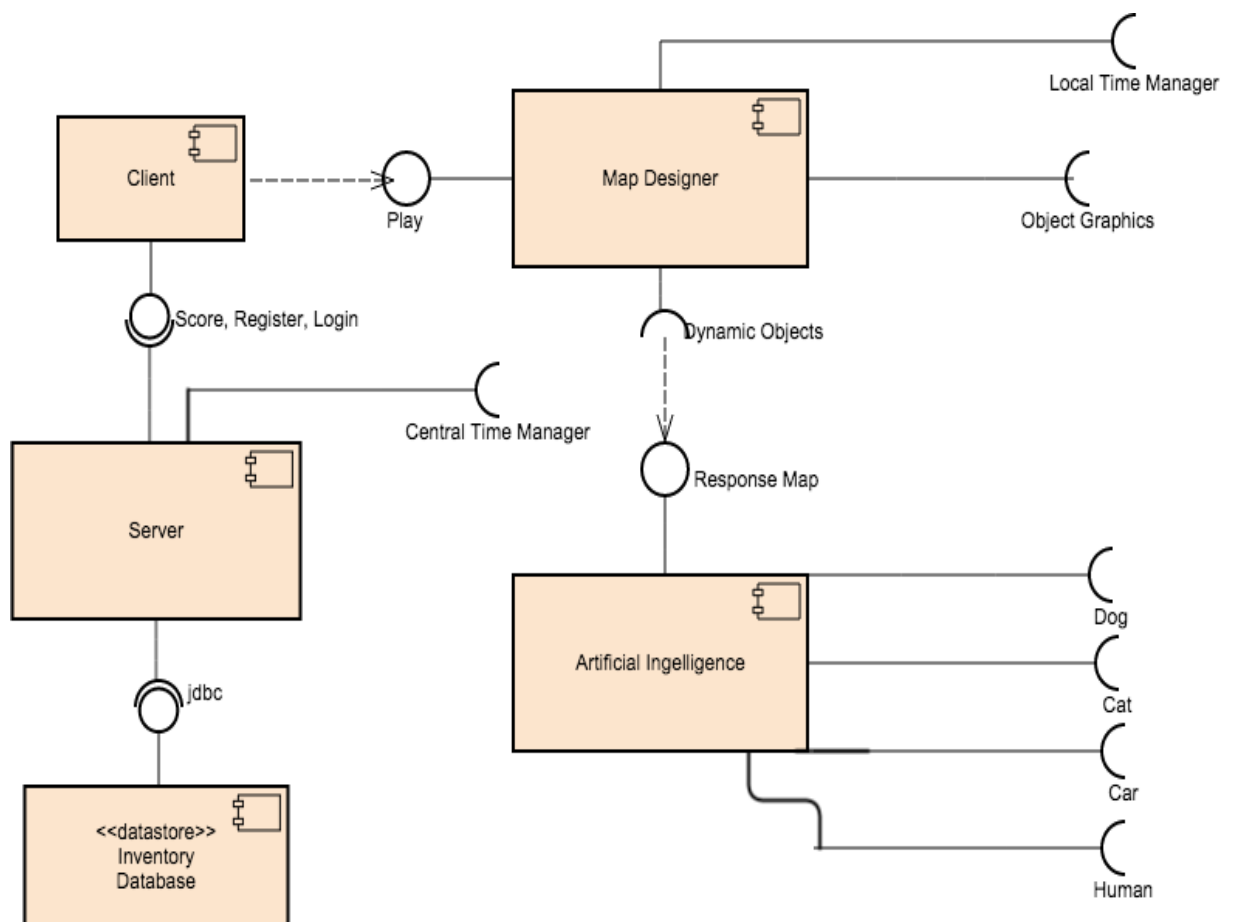 Local Time Manager
Client
Map Designer
Play
Object Graphics
Score, Register, Login
Dynamic Objects
Central Time Manager
Response Map
Server
Dog
Artificial Ingelligence
Cat
jdbc
Car
<<datastore>>
Inventory
Database
Human